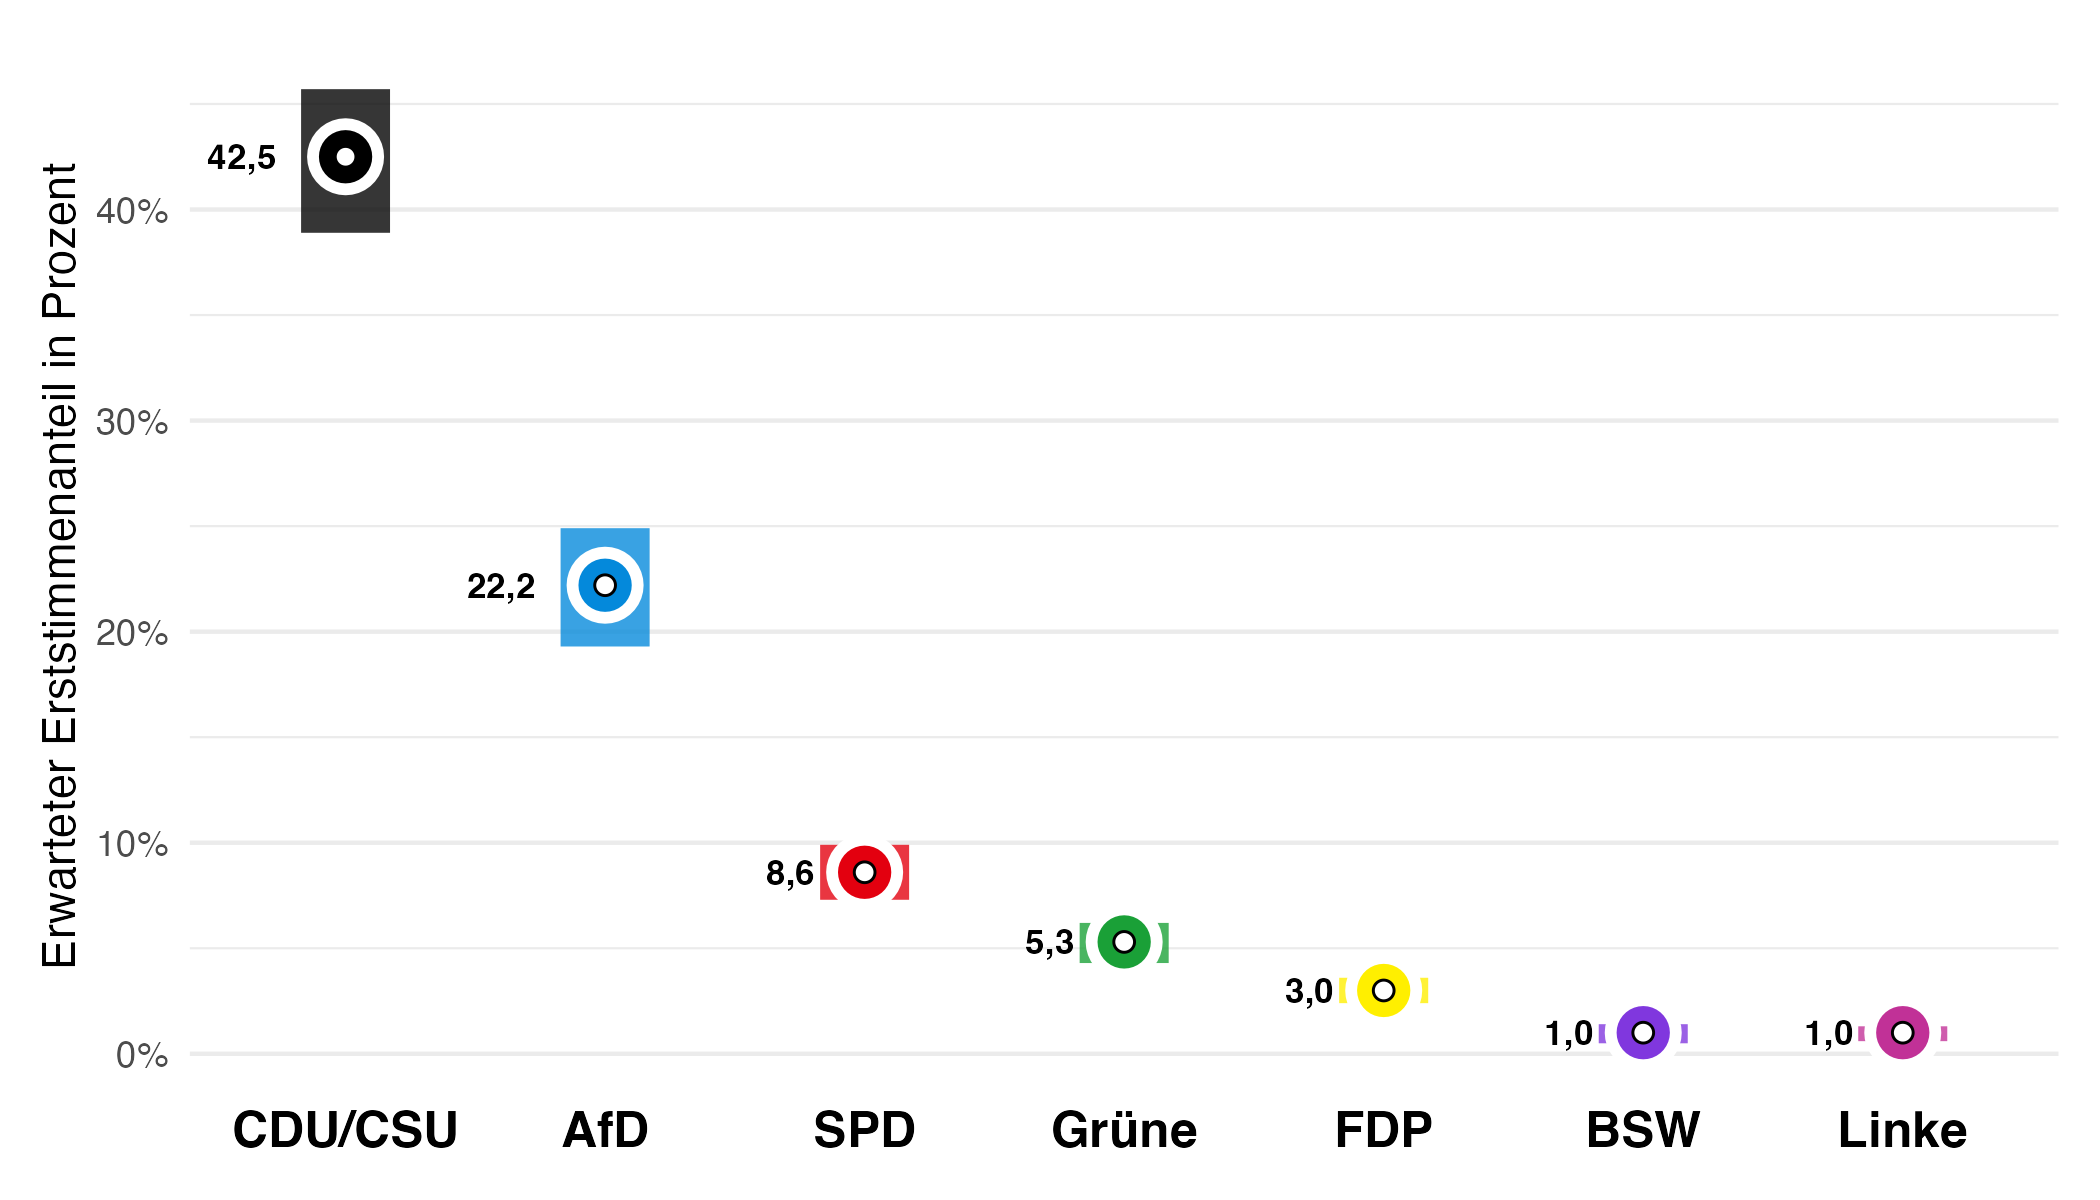 Erwarteter Erststimmenanteil in Prozent
40%
30%
20%
10%
0%
42,5
22,2
8,6
5,3
3,0
1,0
1,0
CDU/CSU
AfD
SPD
Grüne
FDP
BSW
Linke